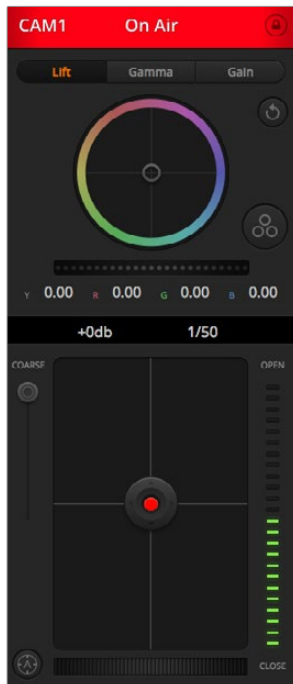 CAM1 On Air
Lift Gamma Gain
Y 0.00 R 0.00 G 0.00 B 0.00
+0db 1/50
COARSE OPEN
A CLOSE